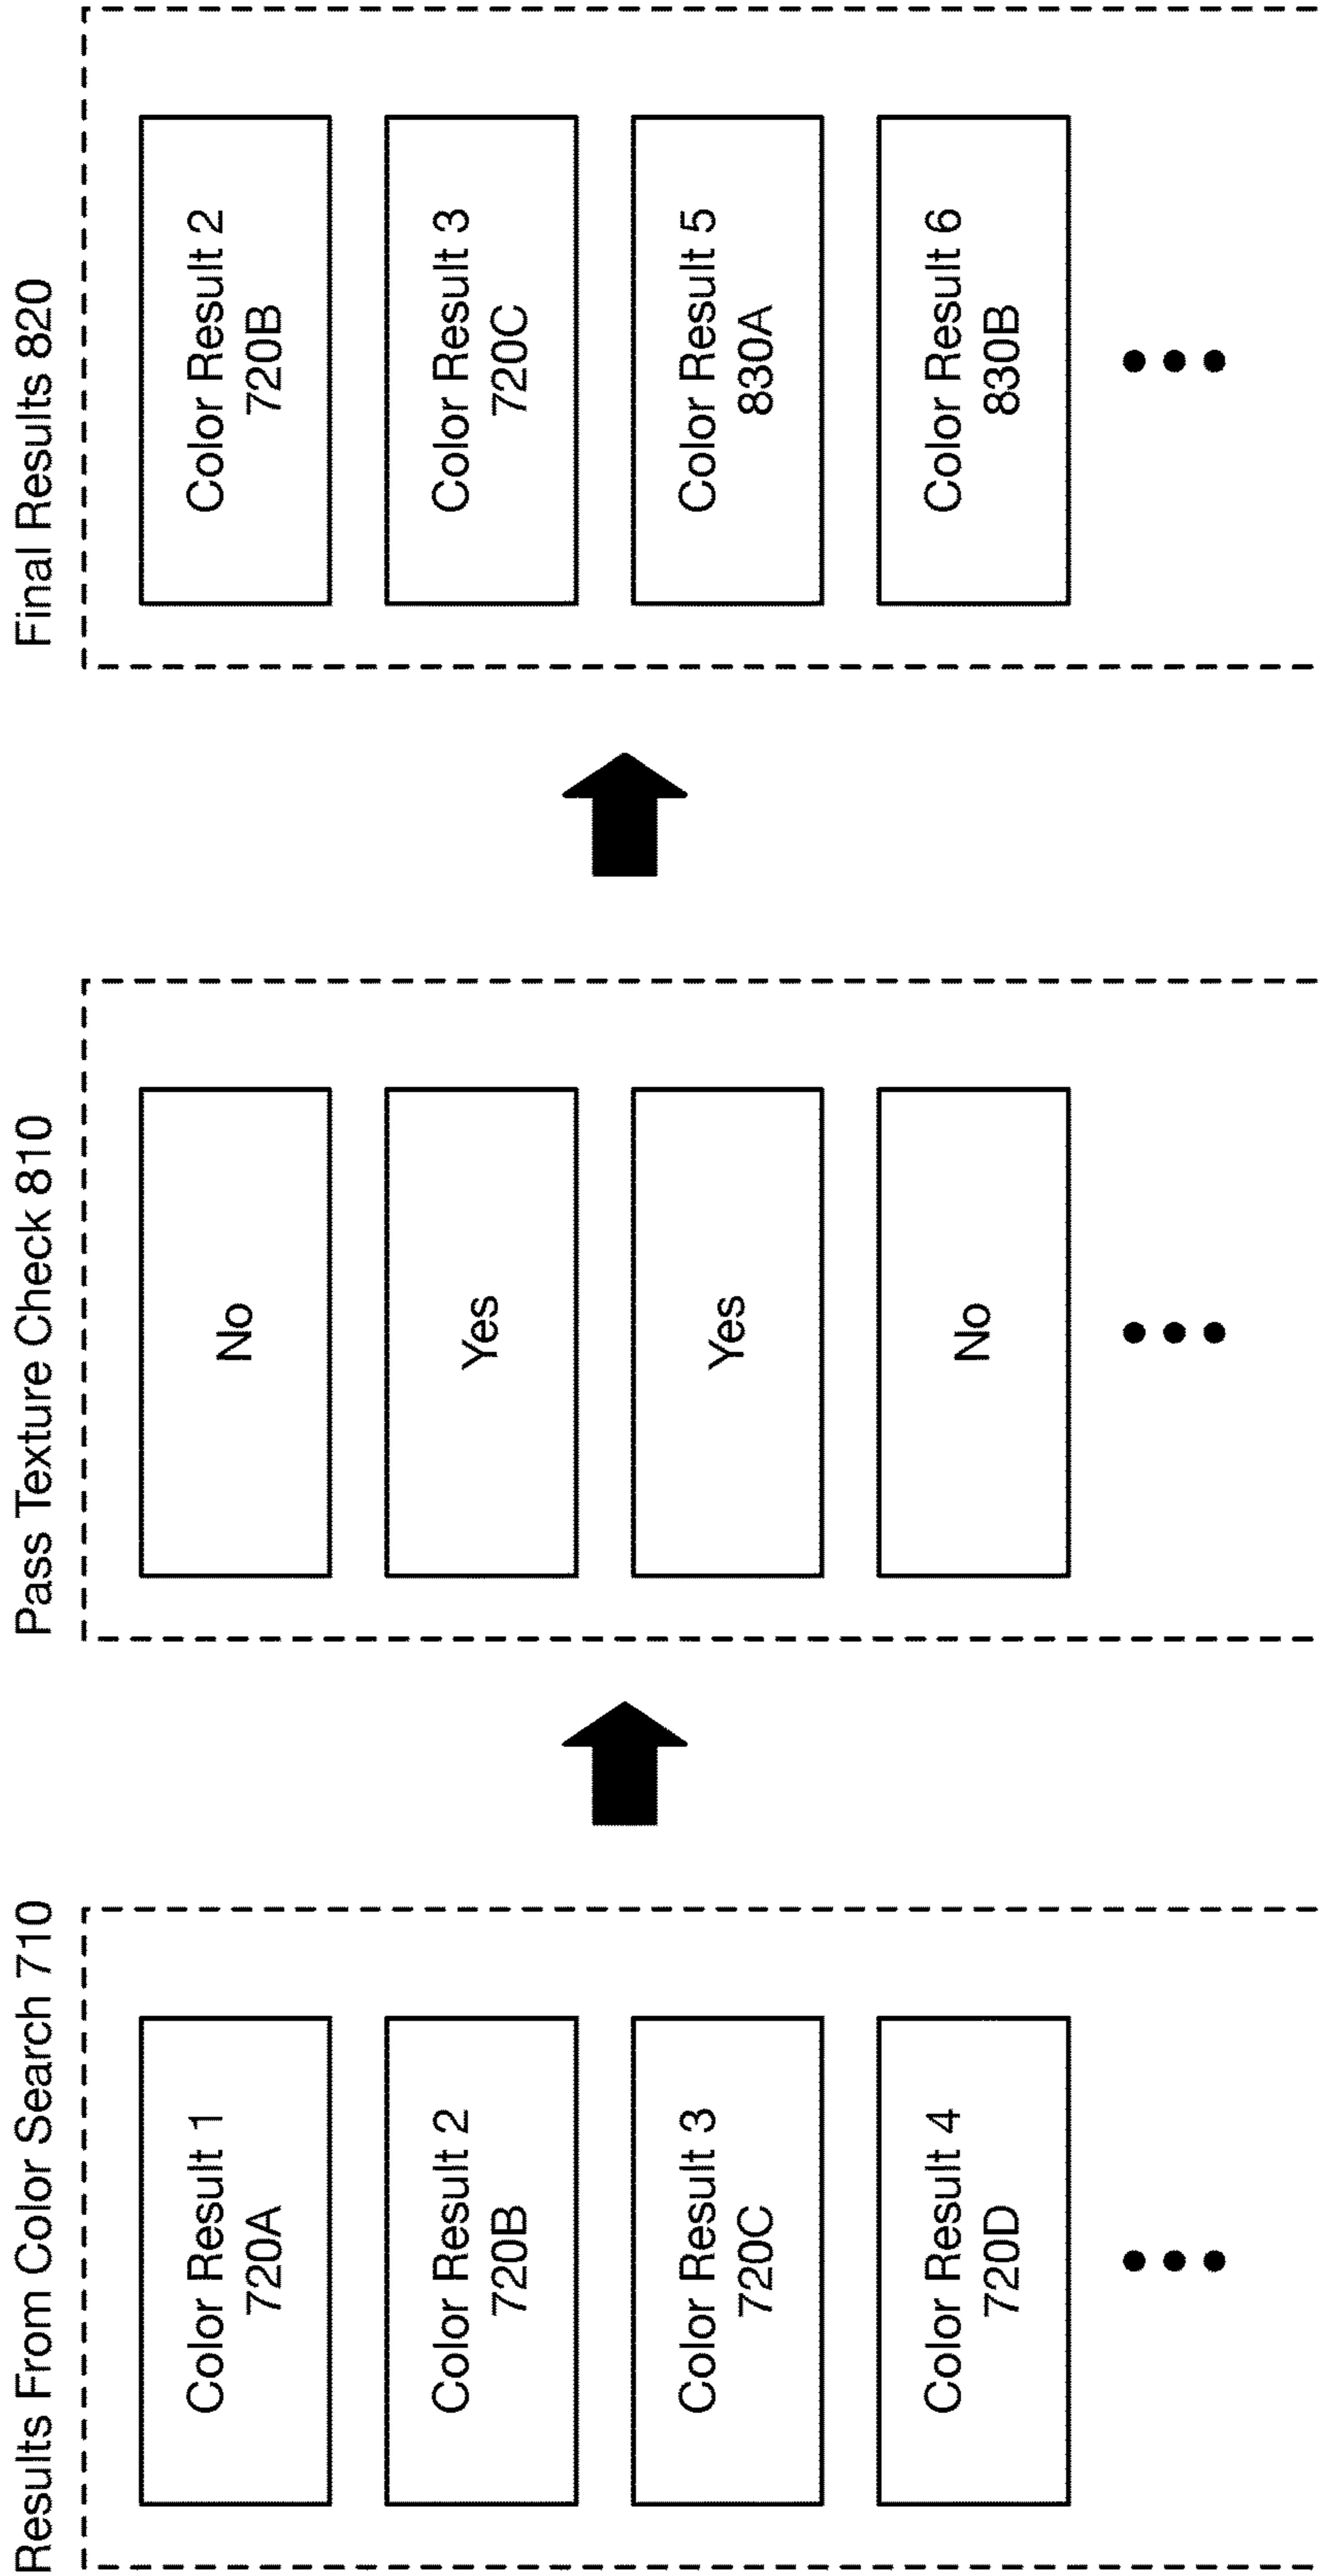 Results From Color Search 710
Color Result 1
720A
Color Result 2
720B
Color Result 3
720C
Color Result 4
720D
Pass Texture Check 810
No
Yes
Yes
No
Final Results 820
Color Result 2
720B
Color Result 3
720C
Color Result 5
830A
Color Result 6
830B